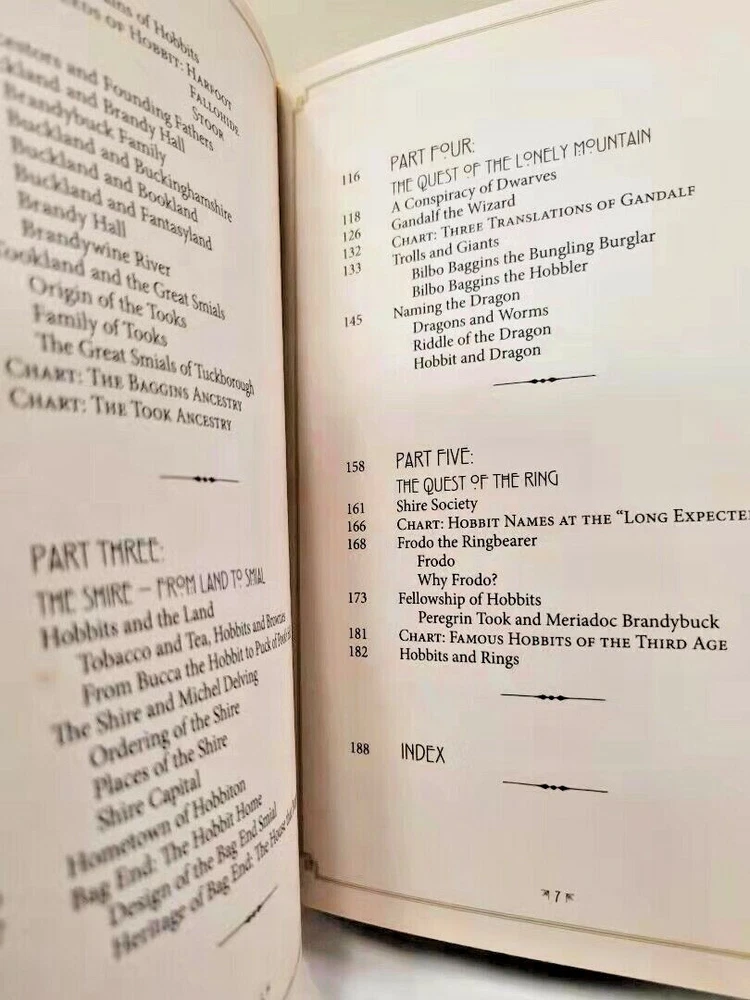 of Hobbits
of Hobbit: Harfoot
Fallohide
Stoor
and Founding Fathers
and Brandy Hall
Brandybuck Family
Buckland and Buckinghamshire
Buckland and Bookland
Buckland and Fantasyland
Brandy Hall
Brandywine River
Tookland and the Great Smials
Origin of the Tooks
Family of Tooks
The Great Smials of Tuckborough
Chart: The Baggins Ancestry
Chart: The Took Ancestry
PART THREE:
THE SHIRE – FROM LAND TO SMIAL
Hobbits and the Land
Tobacco and Tea, Hobbits and Brownies
From Bucca the Hobbit to Puck of Pook's
The Shire and Michel Delving
Ordering of the Shire
Places of the Shire
Shire Capital
Hometown of Hobbiton
Bag End: The Hobbit Home
Design of the Bag End Smial
Heritage of Bag End: The House
116 PART FOUR:
THE QUEST OF THE LONELY MOUNTAIN
A Conspiracy of Dwarves
118 Gandalf the Wizard
126 Chart: Three Translations of Gandalf
132 Trolls and Giants
133 Bilbo Baggins the Bungling Burglar
Bilbo Baggins the Hobbler
145 Naming the Dragon
Dragons and Worms
Riddle of the Dragon
Hobbit and Dragon
158 PART FIVE:
THE QUEST OF THE RING
161 Shire Society
166 Chart: Hobbit Names at the “Long Expecte
168 Frodo the Ringbearer
Frodo
Why Frodo?
173 Fellowship of Hobbits
Peregrin Took and Meriadoc Brandybuck
181 Chart: Famous Hobbits of the Third Age
182 Hobbits and Rings
188 INDEX
7